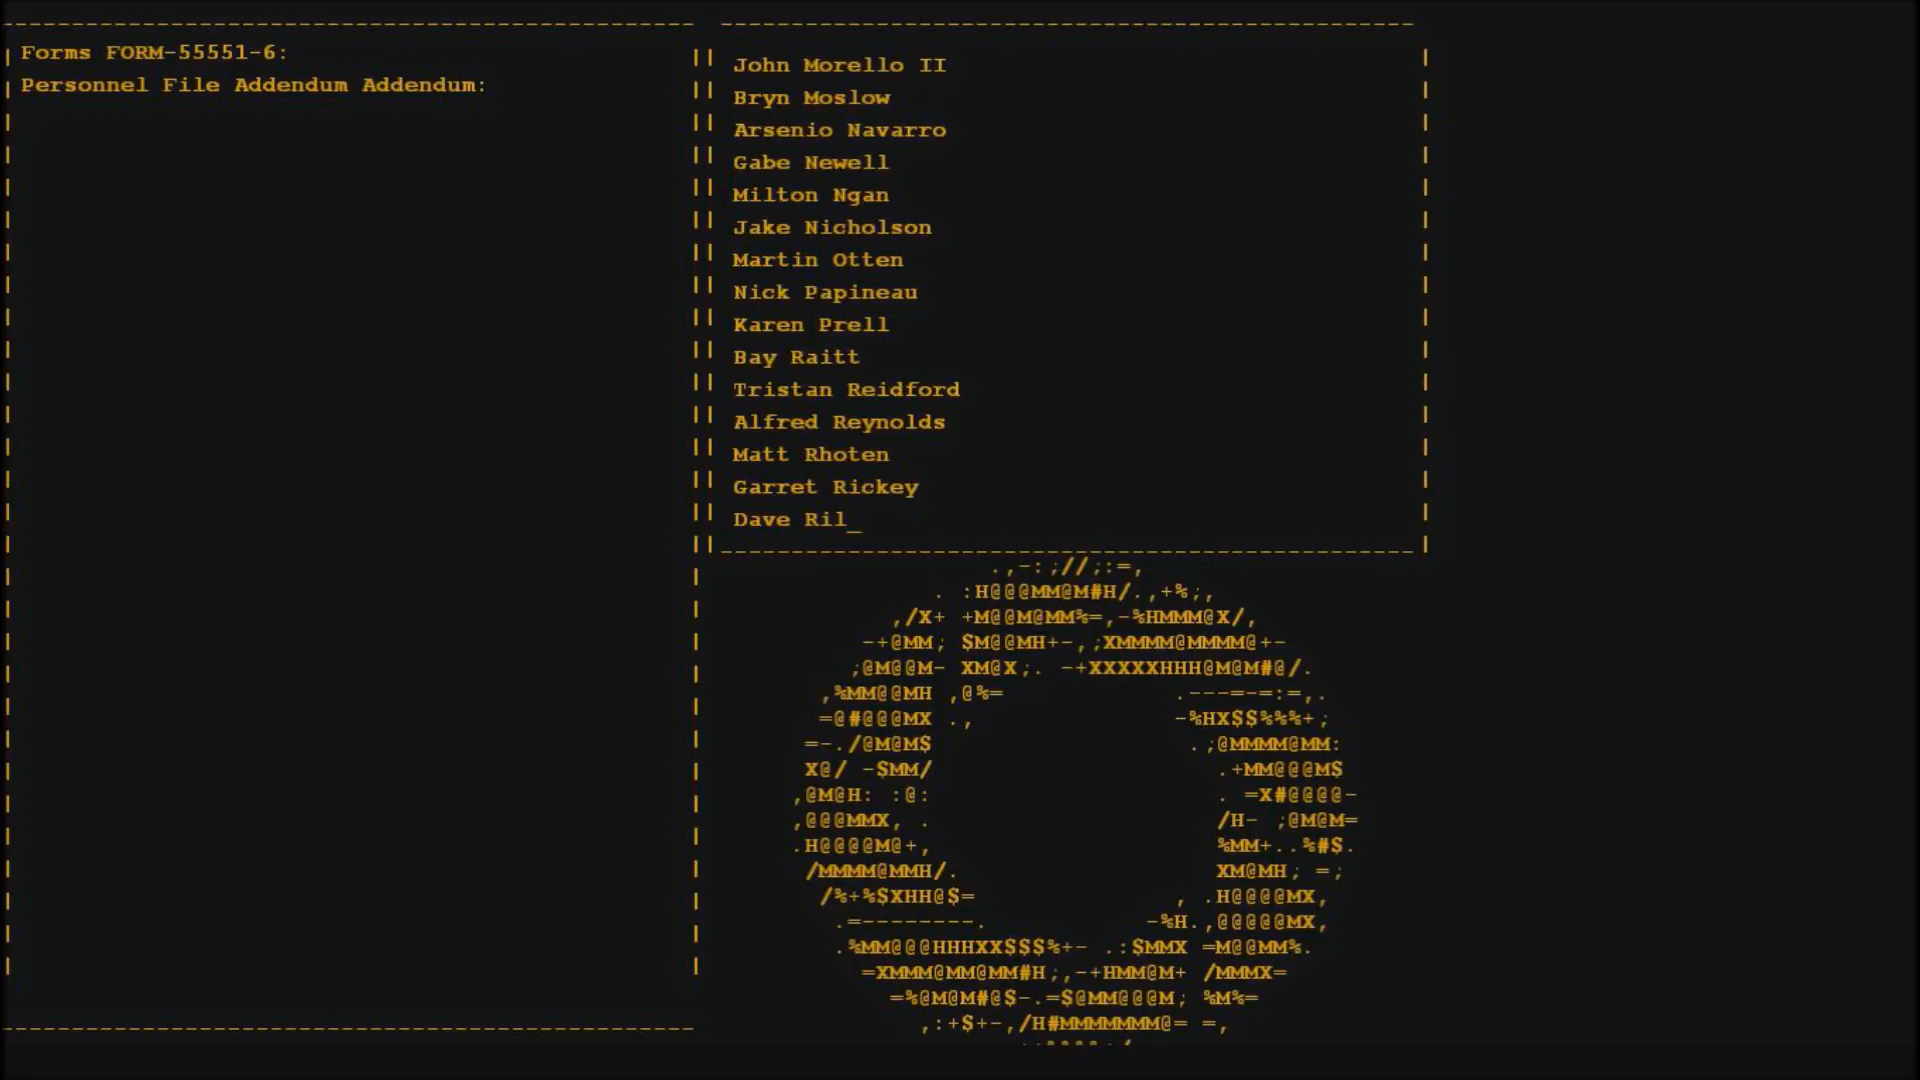 Forms FORM-55551-6:
Personnel File Addendum Addendum:
John Morello II
Bryn Moslow
Arsenio Navarro
Gabe Newell
Milton Ngan
Jake Nicholson
Martin Otten
Nick Papineau
Karen Prell
Bay Raitt
Tristan Reidford
Alfred Reynolds
Matt Rhoten
Garret Rickey
Dave Ril_